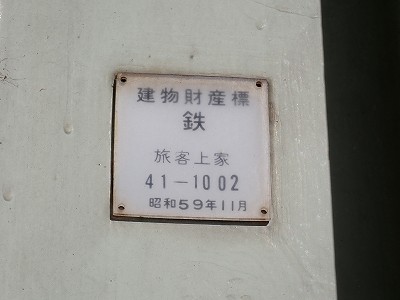 建物財産標
鉄
旅客上家
41-1002
昭和59年11月